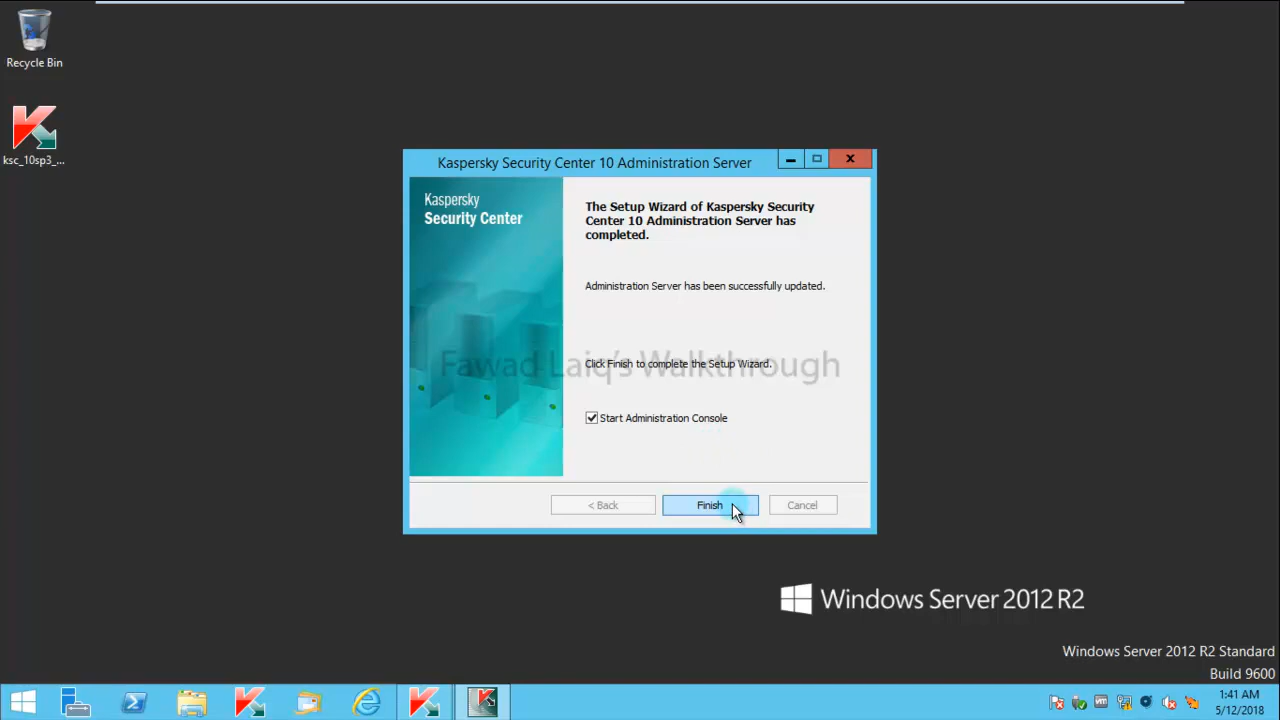 Recycle Bin
ksc_10sp3_...
Kaspersky Security Center 10 Administration Server
Kaspersky
Security Center
The Setup Wizard of Kaspersky Security
Center 10 Administration Server has
completed.
Administration Server has been successfully updated.
Fawad Laiq's Walkthrough
Click Finish to complete the Setup Wizard.
Start Administration Console
< Back
Finish
Cancel
Windows Server 2012 R2
Windows Server 2012 R2 Standard
Build 9600
1:41 AM
5/12/2018